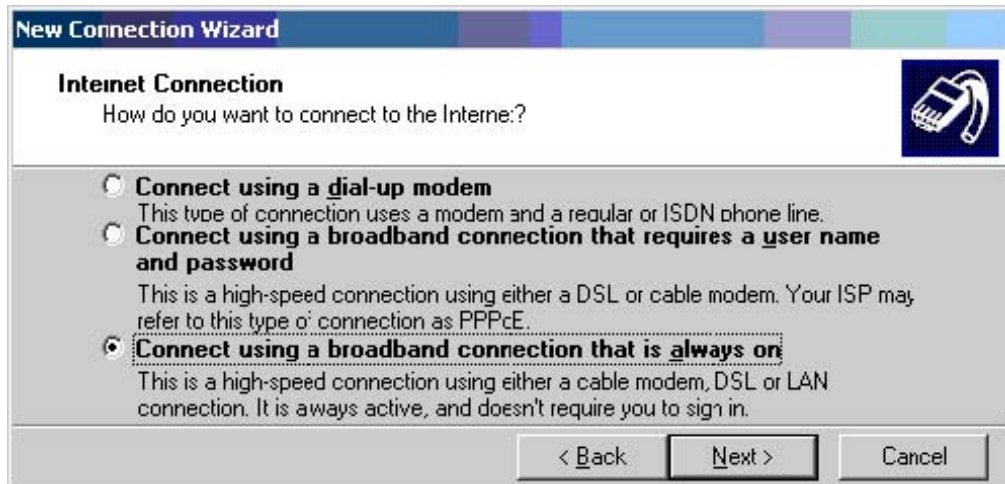 New Connection Wizard
Internet Connection
How do you want to connect to the Interne:?
Connect using a dial-up modem
This type of connection uses a modem and a regular or ISDN phone line.
Connect using a broadband connection that requires a user name
and password
This is a high-speed connection using either a DSL or cable modem. Your ISP may
refer to this type of connection as PPPcE.
Connect using a broadband connection that is always on
This is a high-speed connection using either a cable modem, DSL or LAN
connection. It is aways active, and doesn't require you to sign in.
< Back
Next >
Cancel